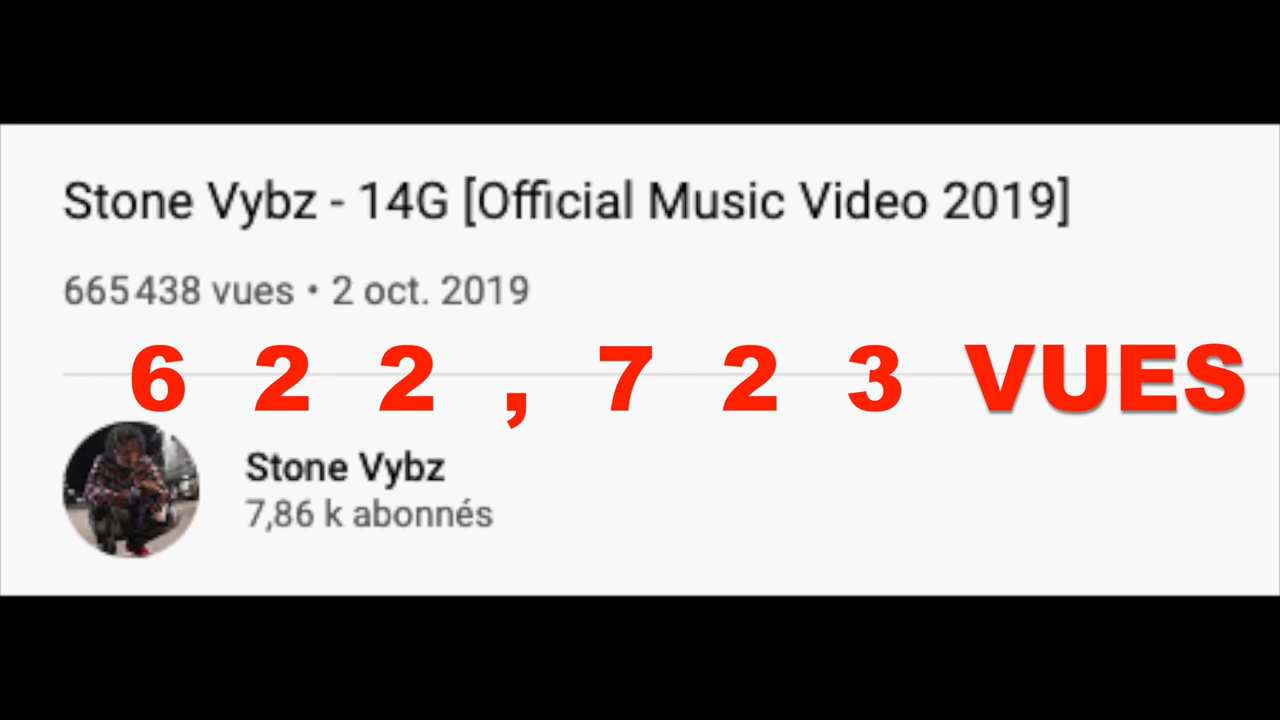 Stone Vybz - 14G [Official Music Video 2019]
665 438 vues • 2 oct. 2019
6 2 2 , 7 2 3 VUES
Stone Vybz
7,86 k abonnés